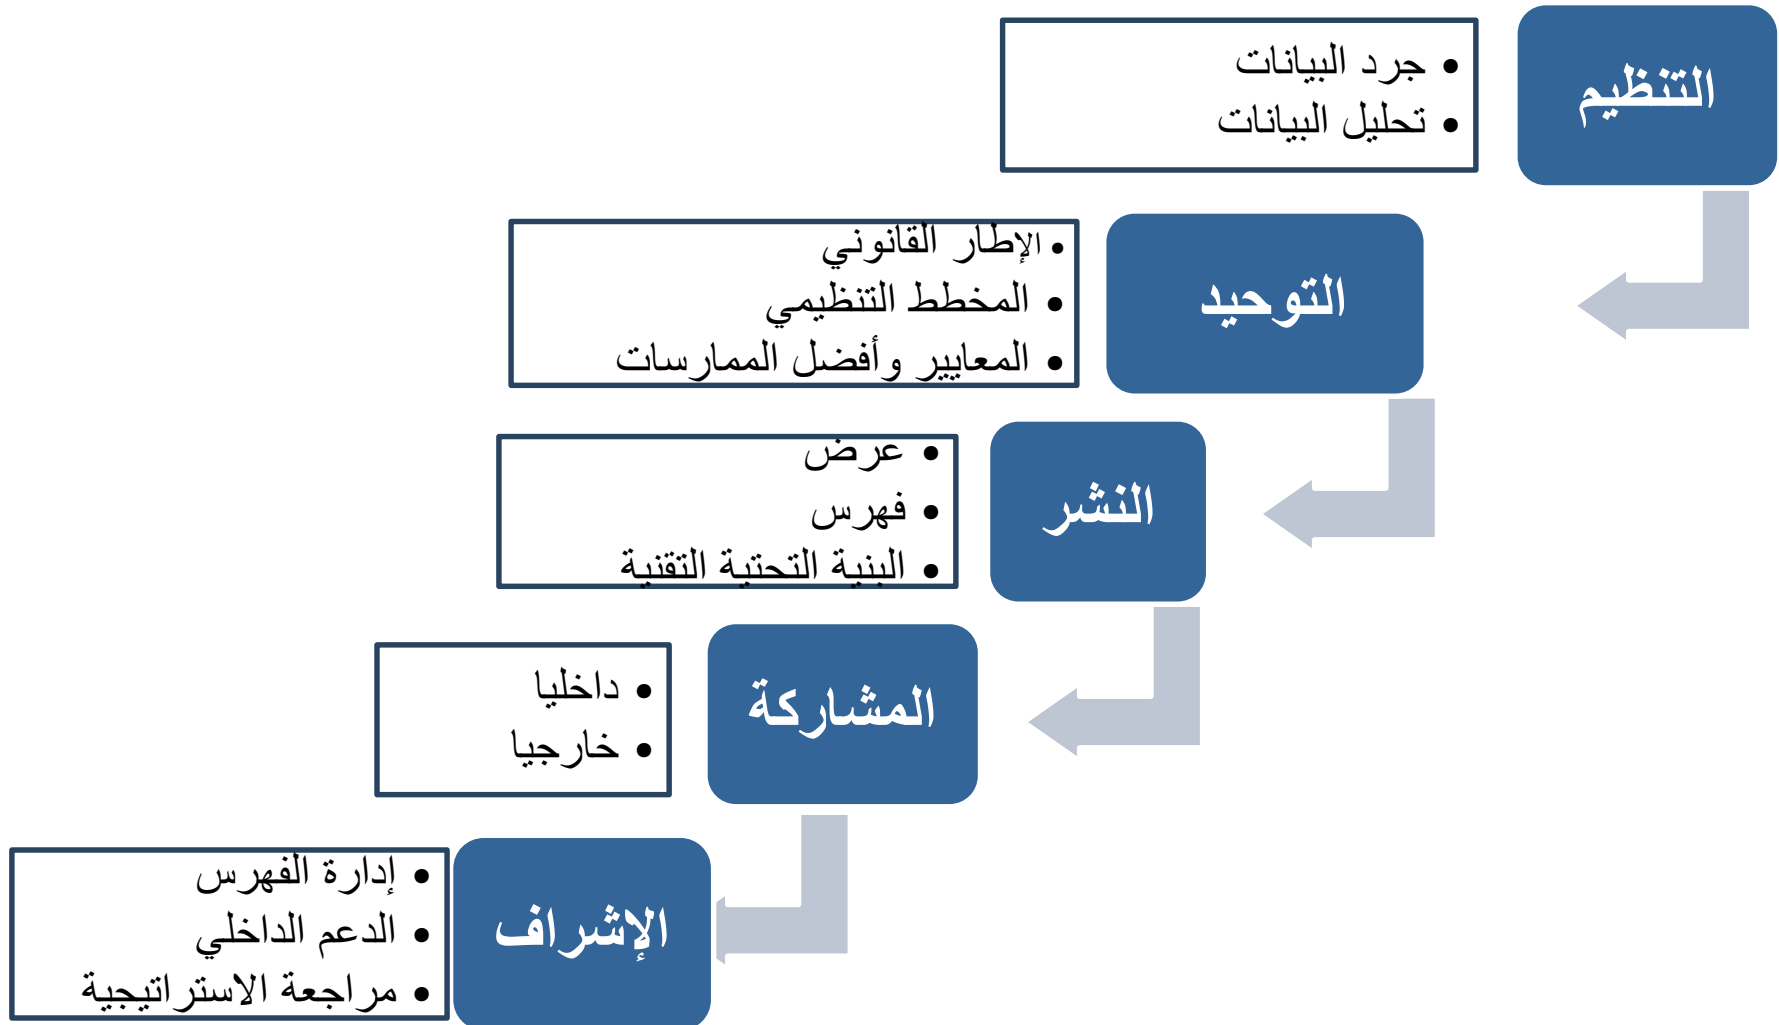 التنظيم
• جرد البيانات
• تحليل البيانات
التوحيد
• الإطار القانوني
• المخطط التنظيمي
• المعايير وأفضل الممارسات
النشر
• عرض
• فهرس
• البنية التحتية التقنية
المشاركة
• داخليا
• خارجيا
الإشراف
• إدارة الفهرس
• الدعم الداخلي
• مراجعة الاستراتيجية